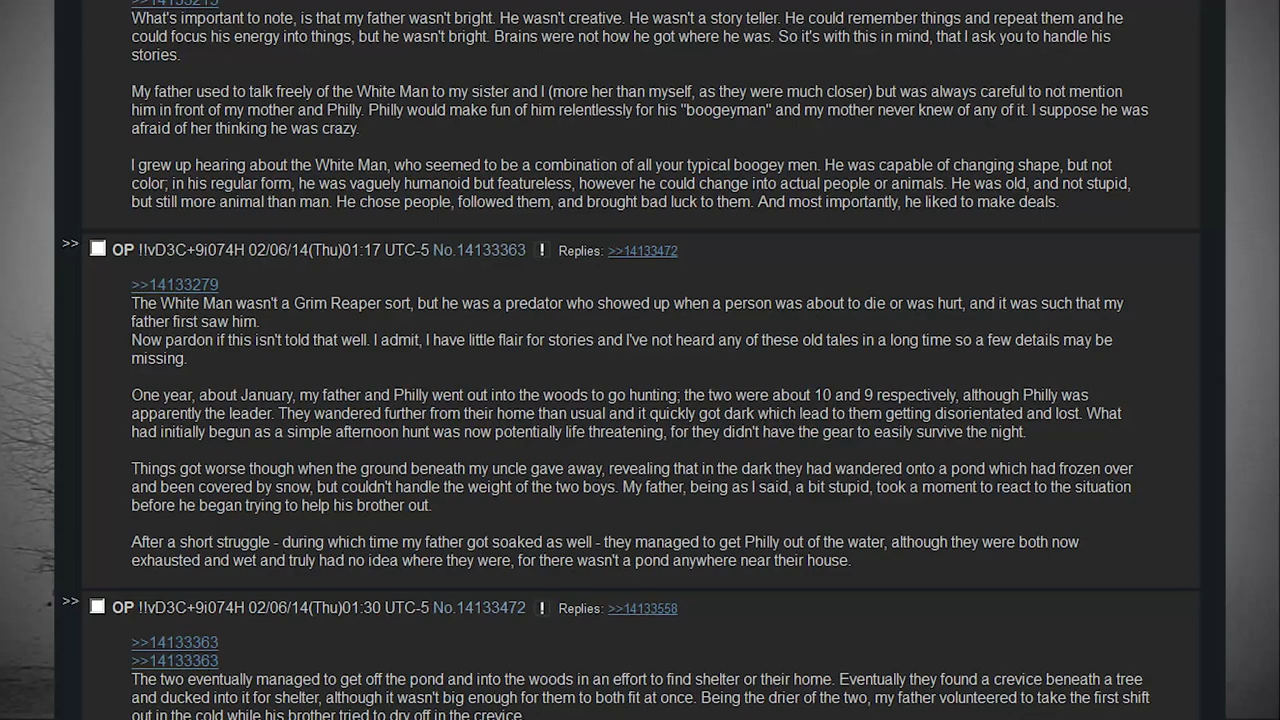 >>14133215
What's important to note, is that my father wasn't bright. He wasn't creative. He wasn't a story teller. He could remember things and repeat them and he
could focus his energy into things, but he wasn't bright. Brains were not how he got where he was. So it's with this in mind, that I ask you to handle his
stories.
My father used to talk freely of the White Man to my sister and I (more her than myself, as they were much closer) but was always careful to not mention
him in front of my mother and Philly. Philly would make fun of him relentlessly for his "boogeyman" and my mother never knew of any of it. I suppose he was
afraid of her thinking he was crazy.
I grew up hearing about the White Man, who seemed to be a combination of all your typical boogey men. He was capable of changing shape, but not
color; in his regular form, he was vaguely humanoid but featureless, however he could change into actual people or animals. He was old, and not stupid,
but still more animal than man. He chose people, followed them, and brought bad luck to them. And most importantly, he liked to make deals.
>> OP !!vD3C+9i074H 02/06/14(Thu)01:17 UTC-5 No.14133363 ! Replies: >>14133472
>>14133279
The White Man wasn't a Grim Reaper sort, but he was a predator who showed up when a person was about to die or was hurt, and it was such that my
father first saw him.
Now pardon if this isn't told that well. I admit, I have little flair for stories and I've not heard any of these old tales in a long time so a few details may be
missing.
One year, about January, my father and Philly went out into the woods to go hunting; the two were about 10 and 9 respectively, although Philly was
apparently the leader. They wandered further from their home than usual and it quickly got dark which lead to them getting disorientated and lost. What
had initially begun as a simple afternoon hunt was now potentially life threatening, for they didn't have the gear to easily survive the night.
Things got worse though when the ground beneath my uncle gave away, revealing that in the dark they had wandered onto a pond which had frozen over
and been covered by snow, but couldn't handle the weight of the two boys. My father, being as I said, a bit stupid, took a moment to react to the situation
before he began trying to help his brother out.
After a short struggle - during which time my father got soaked as well - they managed to get Philly out of the water, although they were both now
exhausted and wet and truly had no idea where they were, for there wasn't a pond anywhere near their house.
>> OP !!vD3C+9i074H 02/06/14(Thu)01:30 UTC-5 No.14133472 ! Replies: >>14133558
>>14133363
>>14133363
The two eventually managed to get off the pond and into the woods in an effort to find shelter or their home. Eventually they found a crevice beneath a tree
and ducked into it for shelter, although it wasn't big enough for them to both fit at once. Being the drier of the two, my father volunteered to take the first shift
out in the cold while his brother tried to dry off in the crevice.